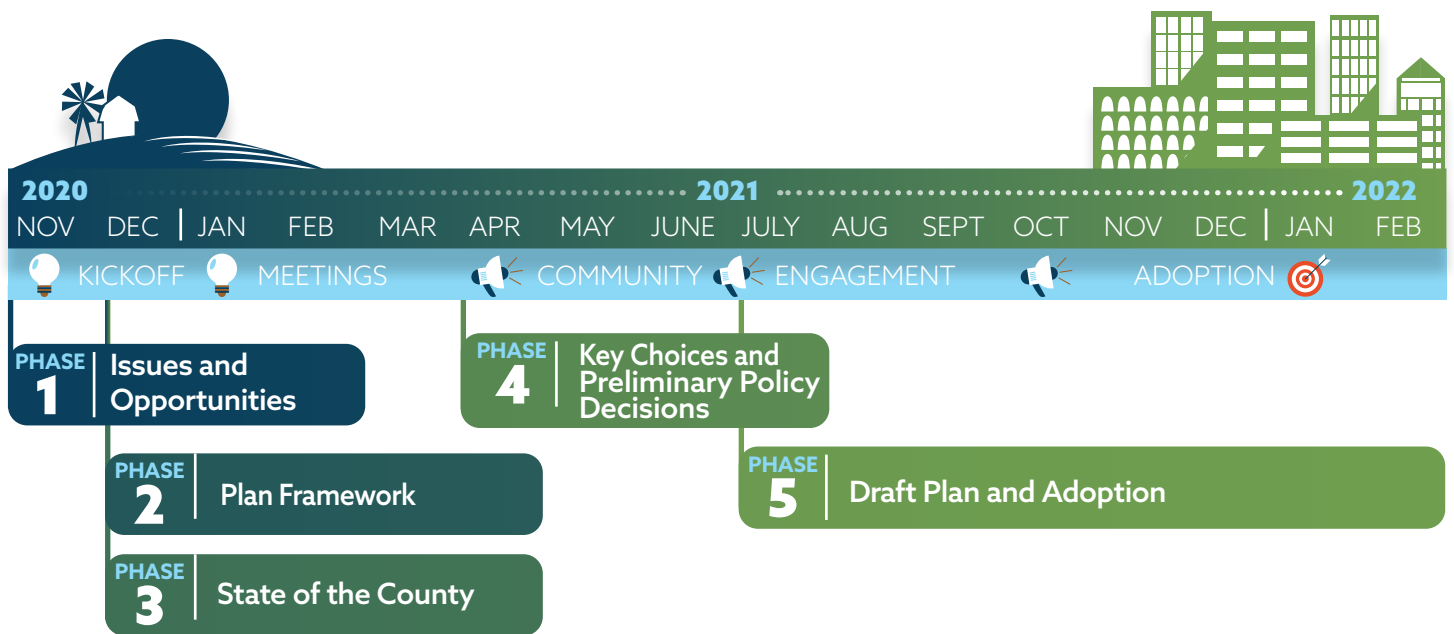 2020 2021 2022
NOV DEC | JAN FEB MAR APR MAY JUNE JULY AUG SEPT OCT NOV DEC | JAN FEB
KICKOFF MEETINGS COMMUNITY ENGAGEMENT ADOPTION
PHASE
1
Issues and
Opportunities
PHASE
4
Key Choices and
Preliminary Policy
Decisions
PHASE
2
Plan Framework
PHASE
5
Draft Plan and Adoption
PHASE
3
State of the County